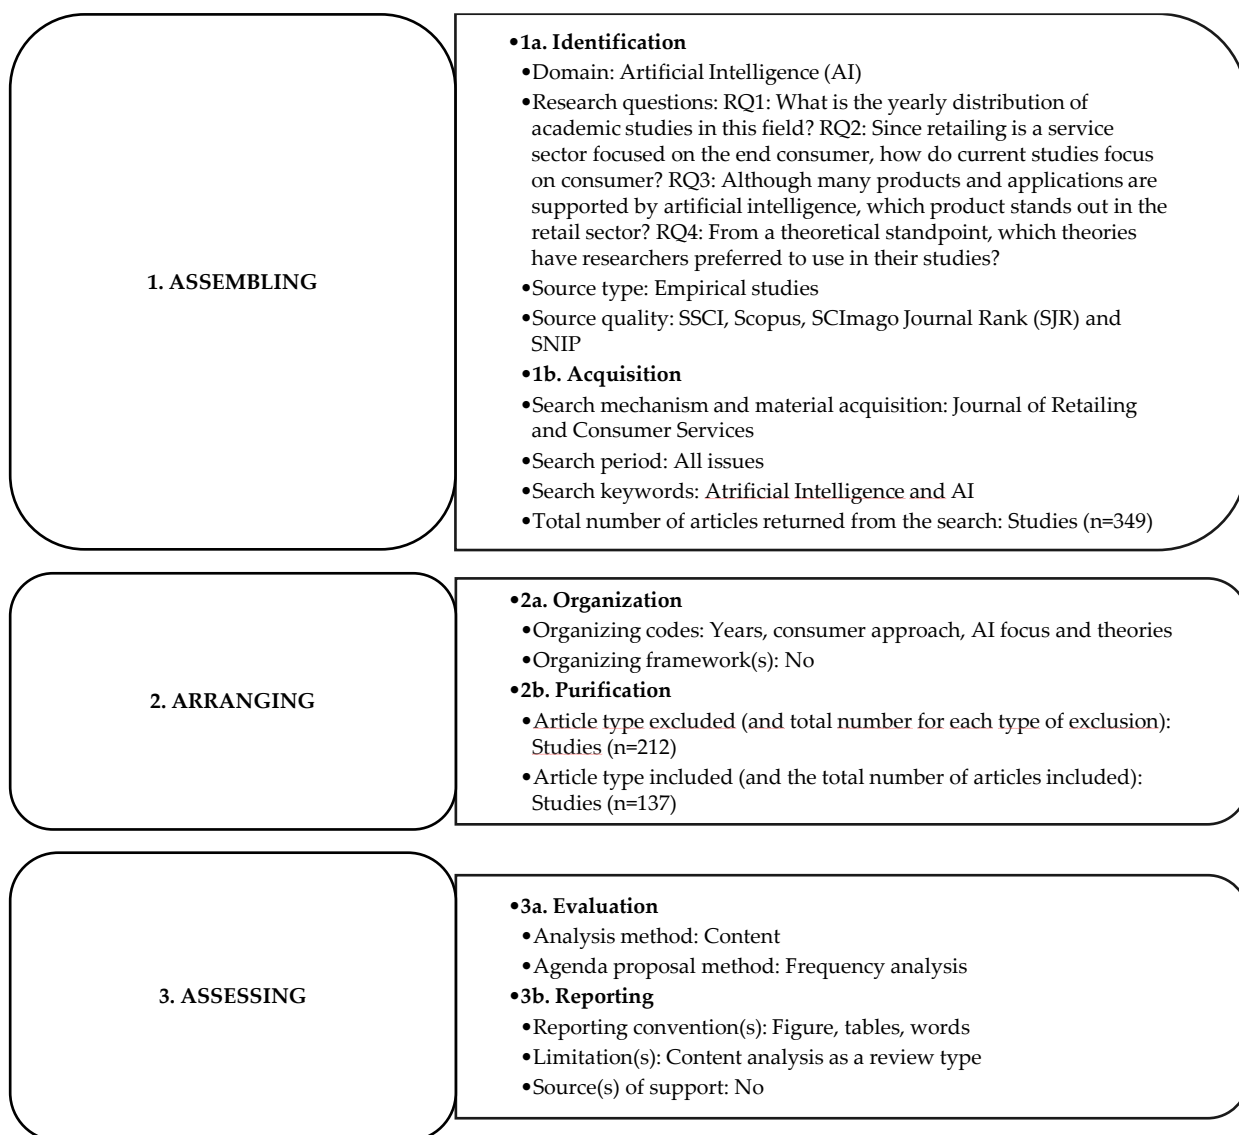 1. ASSEMBLING
•1a. Identification
•Domain: Artificial Intelligence (AI)
•Research questions: RQ1: What is the yearly distribution of
academic studies in this field? RQ2: Since retailing is a service
sector focused on the end consumer, how do current studies focus
on consumer? RQ3: Although many products and applications are
supported by artificial intelligence, which product stands out in the
retail sector? RQ4: From a theoretical standpoint, which theories
have researchers preferred to use in their studies?
•Source type: Empirical studies
•Source quality: SSCI, Scopus, SCImago Journal Rank (SJR) and
SNIP
•1b. Acquisition
•Search mechanism and material acquisition: Journal of Retailing
and Consumer Services
•Search period: All issues
•Search keywords: Atrificial Intelligence and AI
•Total number of articles returned from the search: Studies (n=349)
2. ARRANGING
•2a. Organization
•Organizing codes: Years, consumer approach, AI focus and theories
•Organizing framework(s): No
•2b. Purification
•Article type excluded (and total number for each type of exclusion):
Studies (n=212)
•Article type included (and the total number of articles included):
Studies (n=137)
3. ASSESSING
•3a. Evaluation
•Analysis method: Content
•Agenda proposal method: Frequency analysis
•3b. Reporting
•Reporting convention(s): Figure, tables, words
•Limitation(s): Content analysis as a review type
•Source(s) of support: No